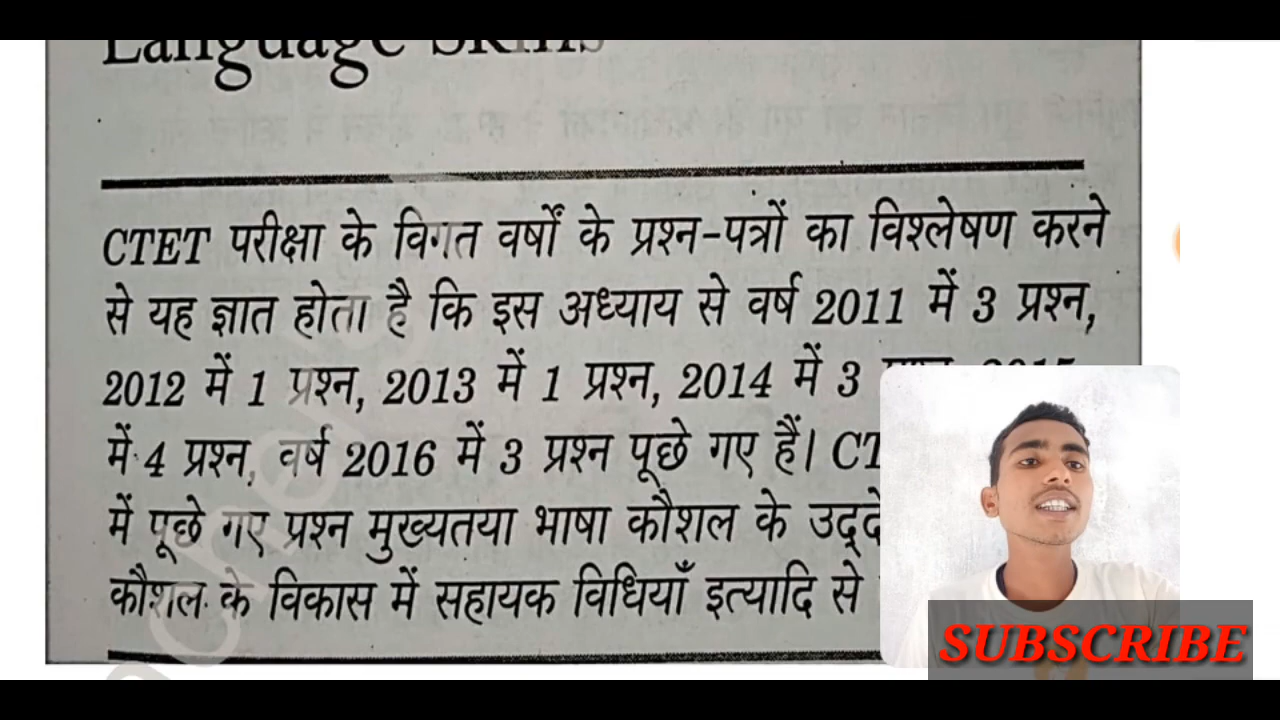 Language Skills
CTET परीक्षा के विगत वर्षों के प्रश्न-पत्रों का विश्लेषण करने
से यह ज्ञात होता है कि इस अध्याय से वर्ष 2011 में 3 प्रश्न,
2012 में 1 प्रश्न, 2013 में 1 प्रश्न, 2014 में 3
में 4 प्रश्न, वर्ष 2016 में 3 प्रश्न पूछे गए हैं।
में पूछे गए प्रश्न मुख्यतया भाषा कौशल के
कौशल के विकास में सहायक विधियाँ इत्यादि से
SUBSCRIBE